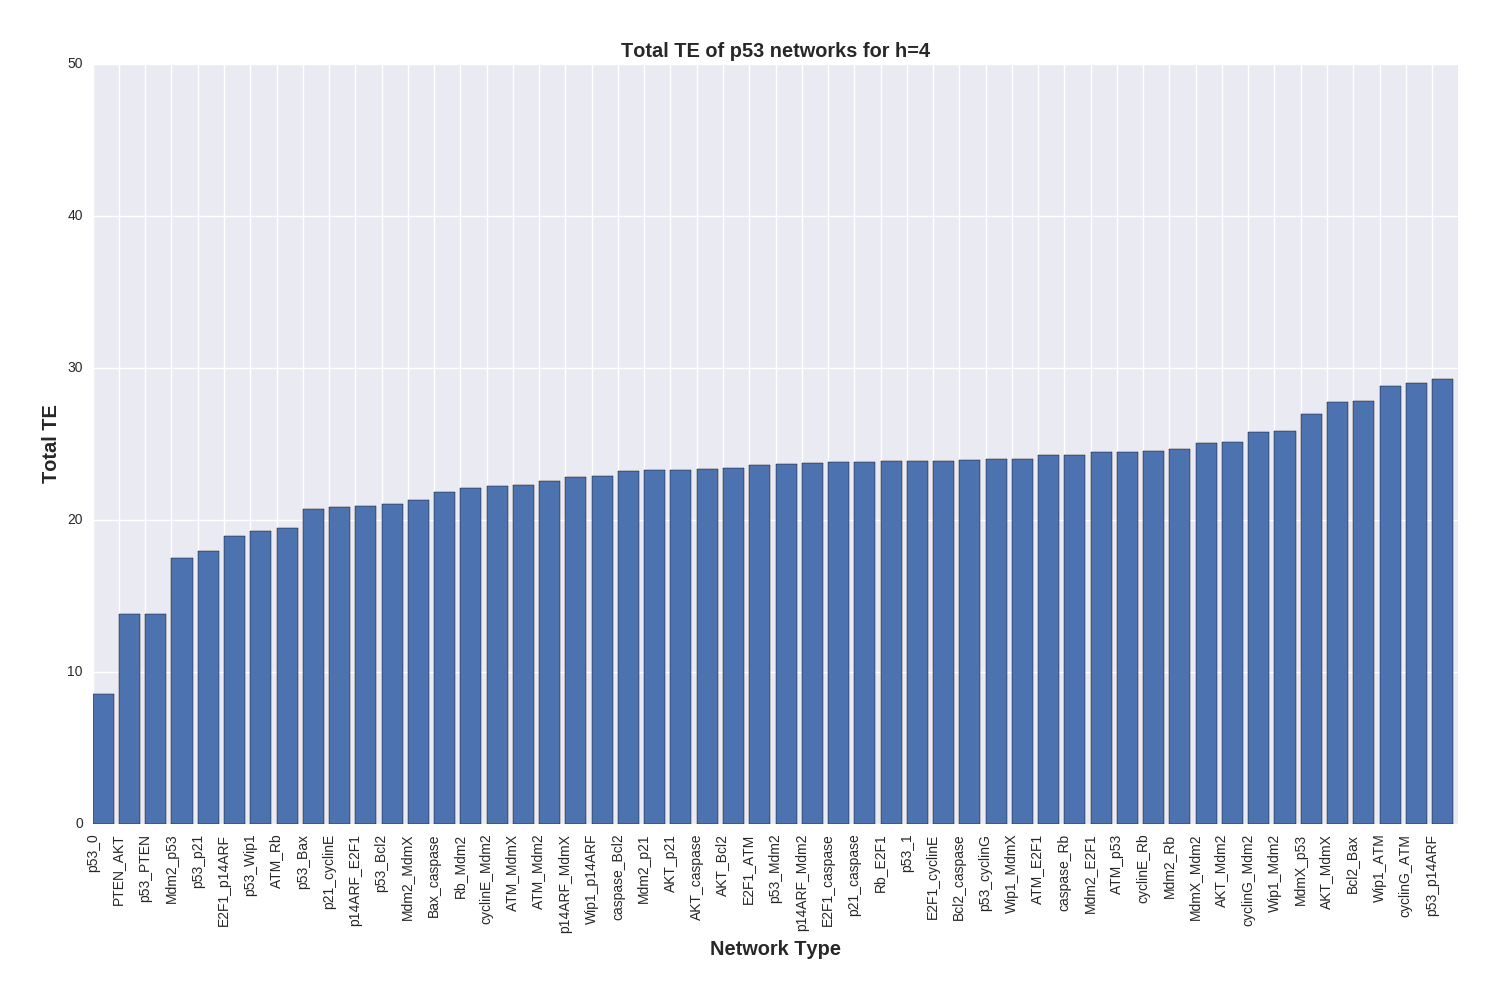 Total TE of p53 networks for h=4
50
40
30
20
10
0
Total TE
p53_0
PTEN_AKT
p53_PTEN
Mdm2_p53
p53_p21
E2F1_p14ARF
p53_Wip1
ATM_Rb
p53_Bax
p21_cyclinE
p14ARF_E2F1
p53_Bcl2
Mdm2_MdmX
Bax_caspase
Rb_Mdm2
cyclinE_Mdm2
ATM_MdmX
ATM_Mdm2
p14ARF_MdmX
Wip1_p14ARF
caspase_Bcl2
Mdm2_p21
AKT_p21
AKT_caspase
AKT_Bcl2
E2F1_ATM
p53_Mdm2
p14ARF_Mdm2
E2F1_caspase
p21_caspase
Rb_E2F1
p53_1
E2F1_cyclinE
Bcl2_caspase
p53_cyclinG
Wip1_MdmX
ATM_E2F1
caspase_Rb
Mdm2_E2F1
ATM_p53
cyclinE_Rb
Mdm2_Rb
MdmX_Mdm2
AKT_Mdm2
cyclinG_Mdm2
Wip1_Mdm2
MdmX_p53
AKT_MdmX
Bcl2_Bax
Wip1_ATM
cyclinG_ATM
p53_p14ARF
Network Type